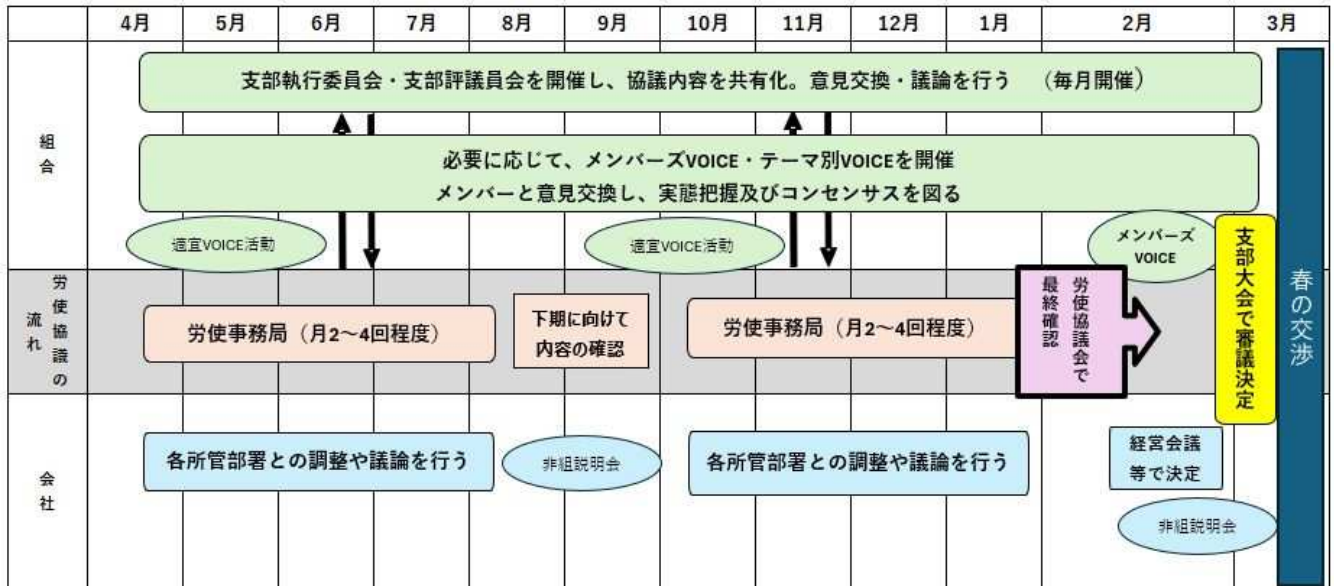 4月 5月 6月 7月 8月 9月 10月 11月 12月 1月 2月 3月
組合
支部執行委員会・支部評議員会を開催し、協議内容を共有化。意見交換・議論を行う （毎月開催）
必要に応じて、メンバーズVOICE・テーマ別VOICEを開催
メンバーと意見交換し、実態把握及びコンセンサスを図る
適宜VOICE活動
適宜VOICE活動
メンバーズ
VOICE
労使協議の
流れ
労使事務局（月2～4回程度）
下期に向けて
内容の確認
労使事務局（月2～4回程度）
労使協議会で
最終確認
支部大会で審議決定
春の交渉
会社
各所管部署との調整や議論を行う
非組説明会
各所管部署との調整や議論を行う
経営会議
等で決定
非組説明会